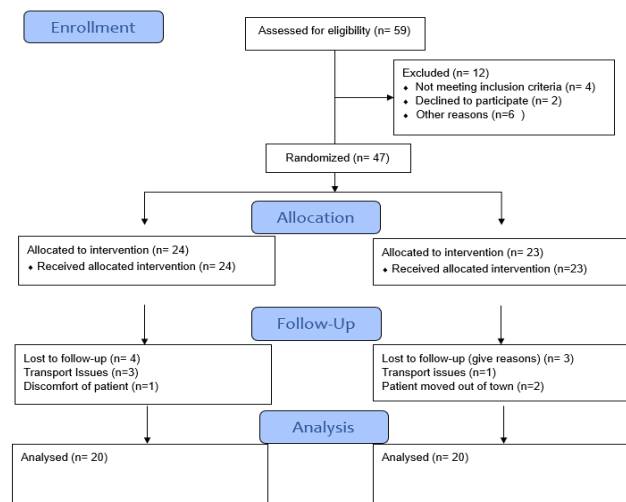 Enrollment
Assessed for eligibility (n= 59)
Excluded (n= 12)
♦ Not meeting inclusion criteria (n= 4)
♦ Declined to participate (n= 2)
♦ Other reasons (n=6 )
Randomized (n= 47)
Allocation
Allocated to intervention (n= 24)
♦ Received allocated intervention (n= 24)
Allocated to intervention (n= 23)
♦ Received allocated intervention (n=23)
Follow-Up
Lost to follow-up (n= 4)
Transport Issues (n=3)
Discomfort of patient (n=1)
Lost to follow-up (give reasons) (n= 3)
Transport issues (n=1)
Patient moved out of town (n=2)
Analysis
Analysed (n= 20)
Analysed (n= 20)